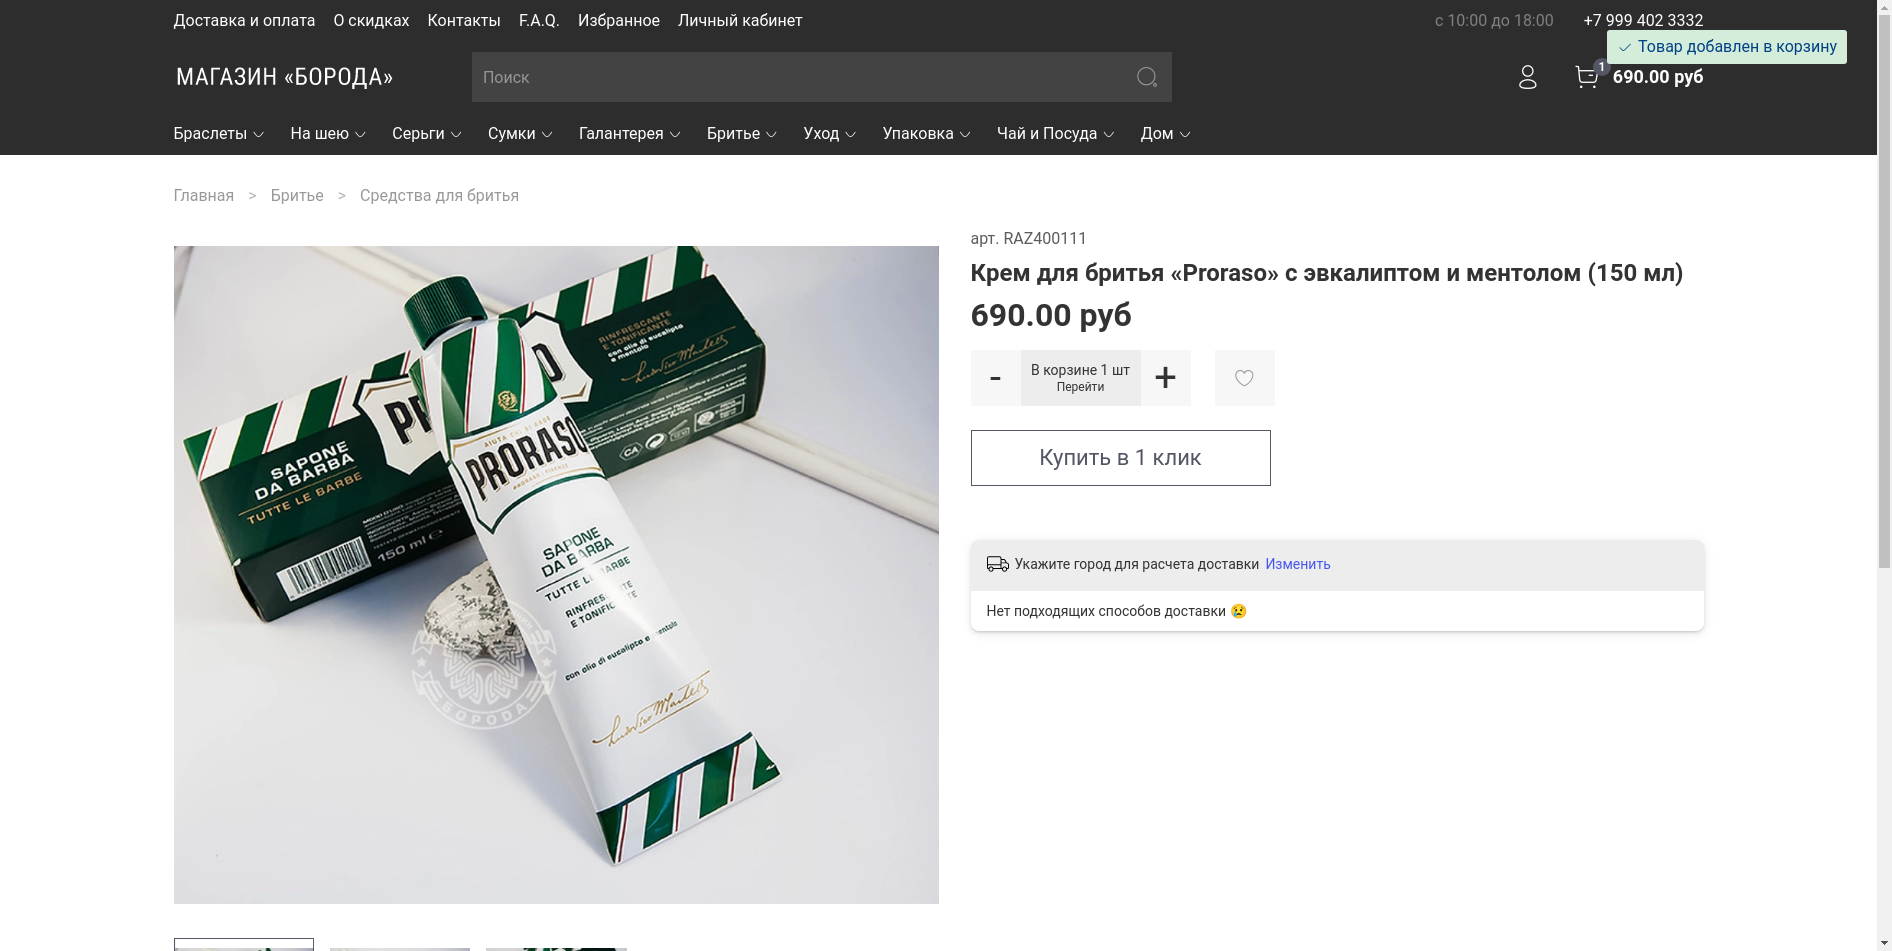 Доставка и оплата О скидках Контакты F.A.Q. Избранное Личный кабинет с 10:00 до 18:00 +7 999 402 3332
Товар добавлен в корзину
МАГАЗИН «БОРОДА» Поиск 1 690.00 руб
Браслеты На шею Серьги Сумки Галантерея Бритье Уход Упаковка Чай и Посуда Дом
Главная > Бритье > Средства для бритья
арт. RAZ400111
Крем для бритья «Proraso» с эвкалиптом и ментолом (150 мл)
690.00 руб
- В корзине 1 шт +
Перейти
Купить в 1 клик
Укажите город для расчета доставки Изменить
Нет подходящих способов доставки 😢
RINFRESCANTE
E TONIFICANTE
con olio di eucalipto
e mentolo
SAPONE
DA BARBA
TUTTE LE BARBE
150 ml e
PRORASO
SAPONE
DA BARBA
TUTTE LE BARBE
RINFRESCANTE
E TONIFICANTE
con olio di eucalipto e mentolo
БОРОДА